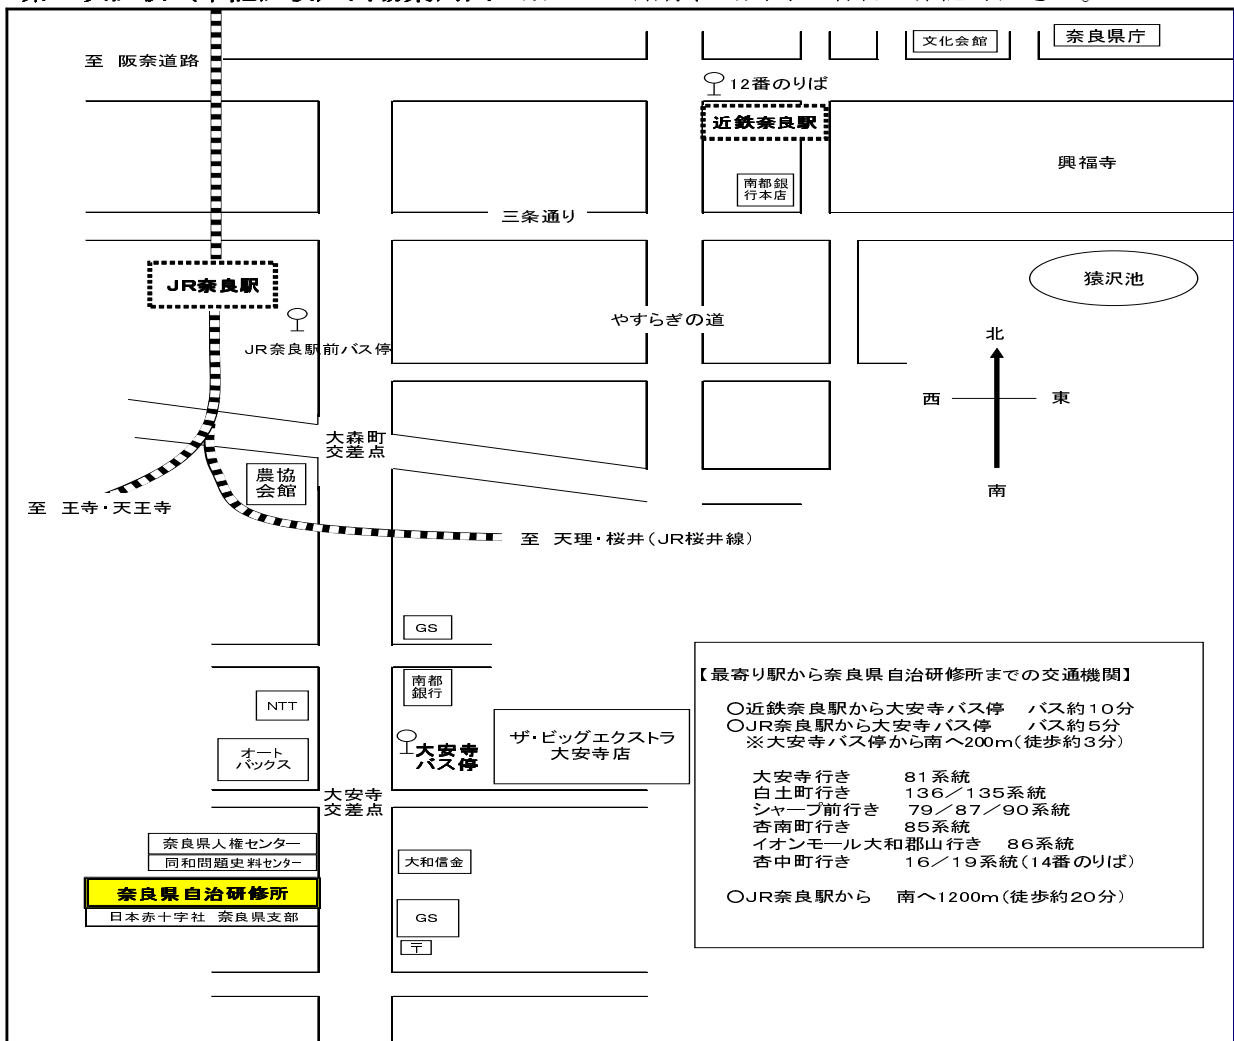 文化会館
奈良県庁
至 阪奈道路
12番のりば
近鉄奈良駅
興福寺
南都銀
行本店
三条通り
JR奈良駅
猿沢池
やすらぎの道
JR奈良駅前バス停
北
西
東
南
大森町
交差点
農協
会館
至 王寺・天王寺
至 天理・桜井(JR桜井線)
GS
南都
銀行
NTT
オート
バックス
大安寺
バス停
ザ・ビッグエクストラ
大安寺店
大安寺
交差点
奈良県人権センター
同和問題史料センター
奈良県自治研修所
日本赤十字社 奈良県支部
大和信金
GS
〒
【最寄り駅から奈良県自治研修所までの交通機関】
○近鉄奈良駅から大安寺バス停 バス約10分
○JR奈良駅から大安寺バス停 バス約5分
※大安寺バス停から南へ200m(徒歩約3分)
大安寺行き 81系統
白土町行き 136/135系統
シャープ前行き 79/87/90系統
杏南町行き 85系統
イオンモール大和郡山行き 86系統
杏中町行き 16/19系統(14番のりば)
○JR奈良駅から 南へ1200m(徒歩約20分)